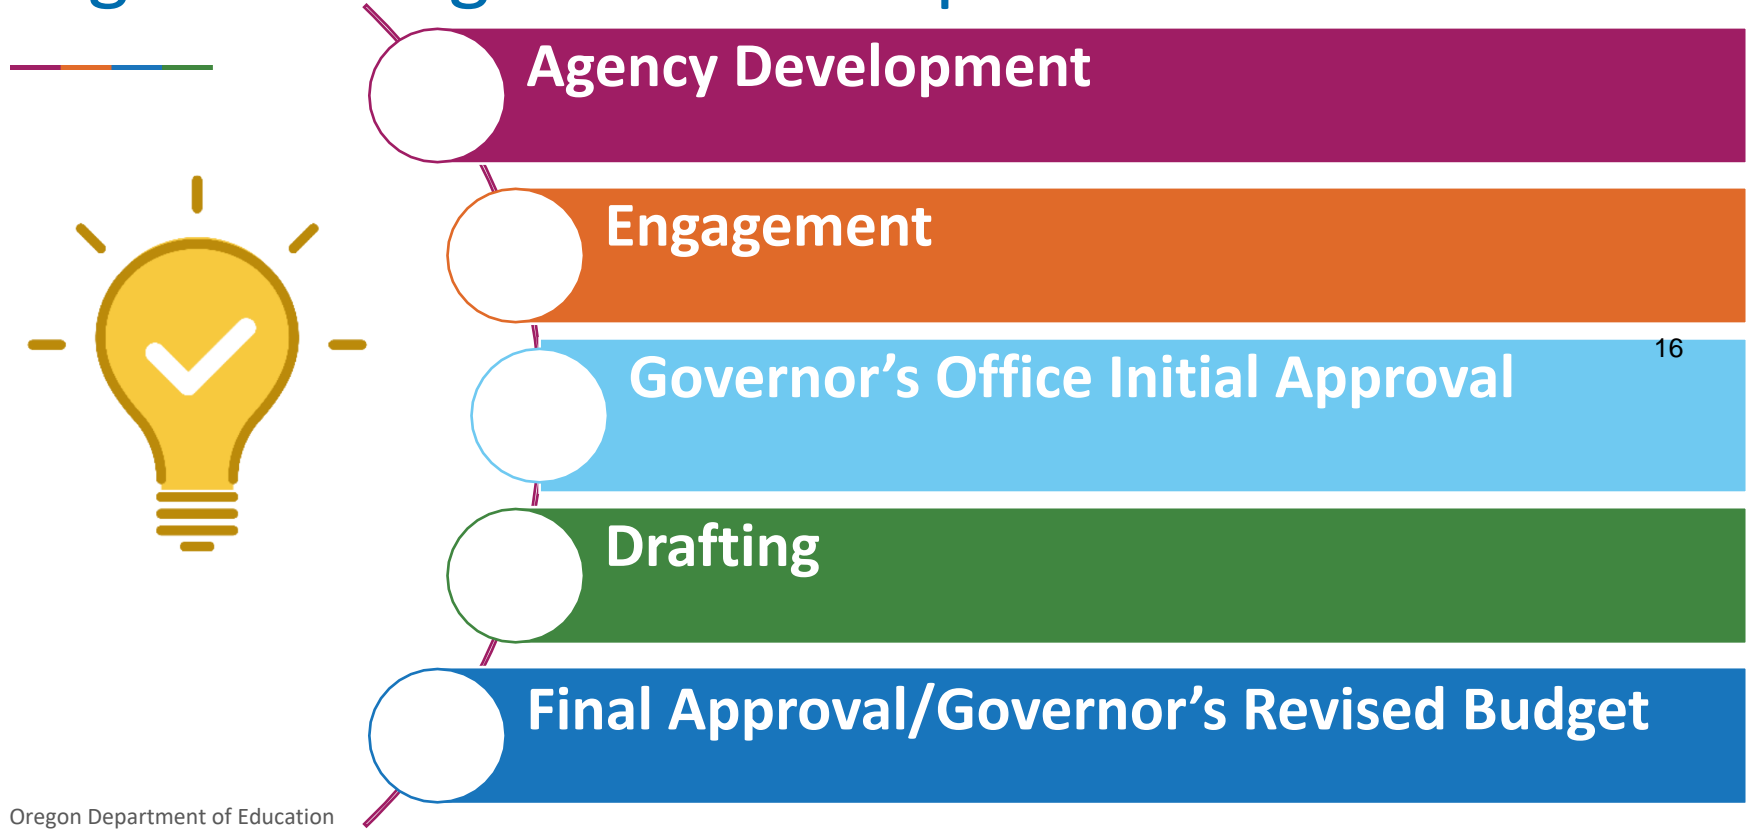 Agency Development
Engagement
16
Governor’s Office Initial Approval
Drafting
Final Approval/Governor’s Revised Budget
Oregon Department of Education